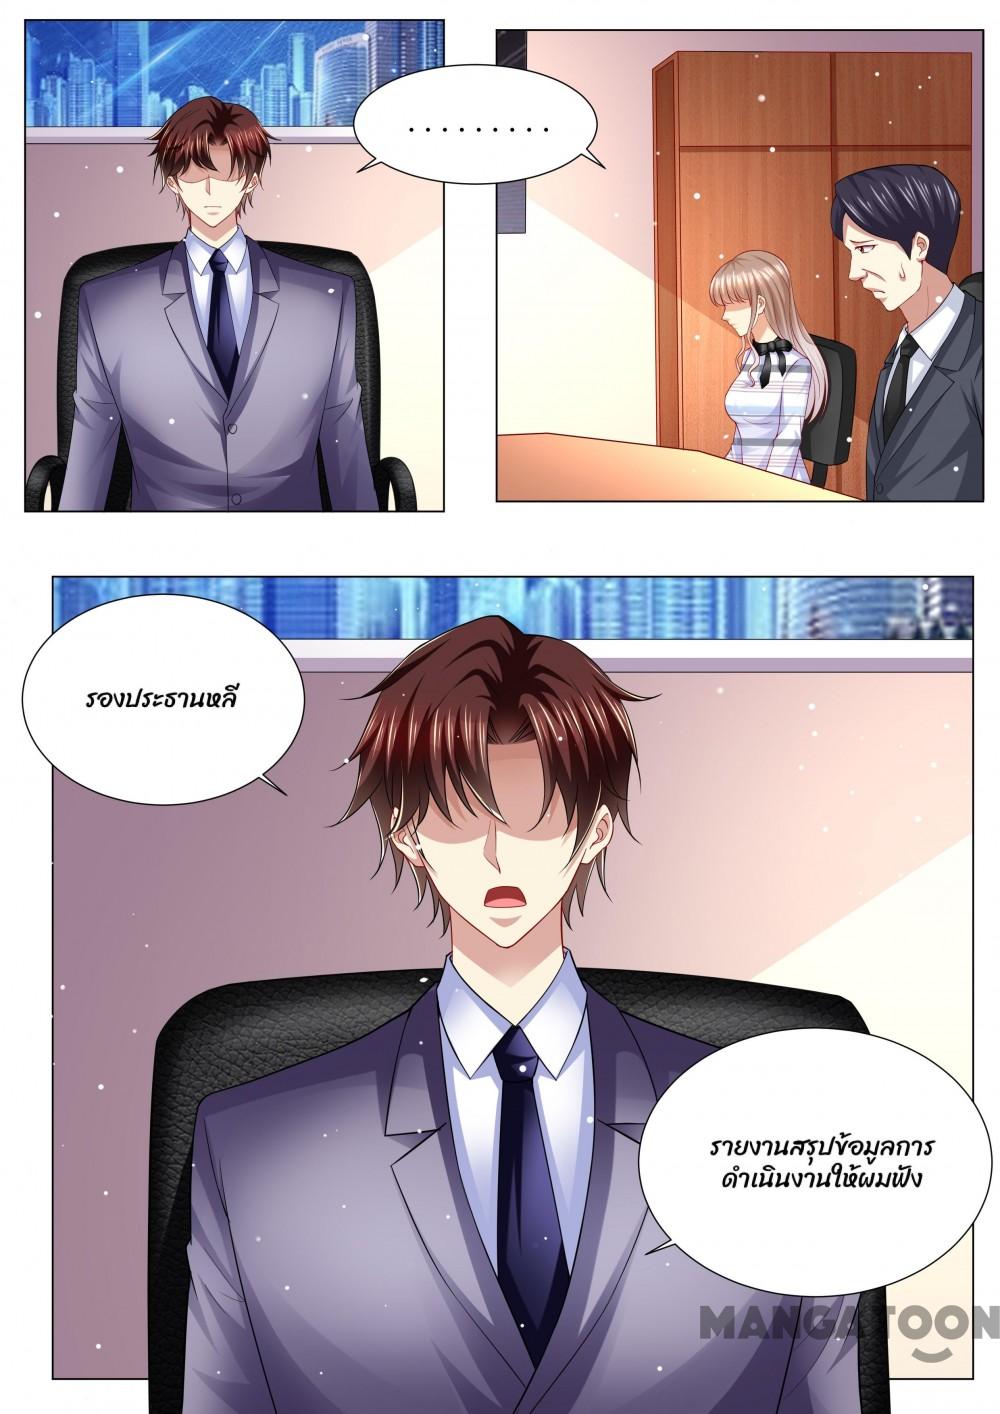 .........
รองประธานหลี
รายงานสรุปข้อมูลการ
ดำเนินงานให้ผมฟัง
MANGATOON